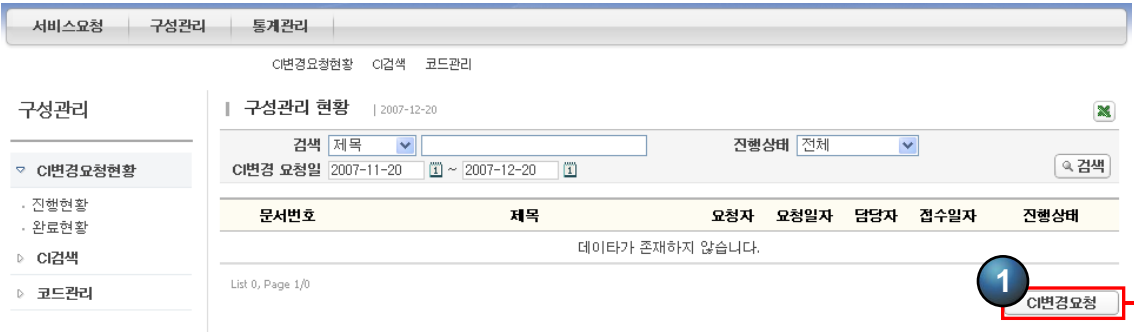 서비스요청 구성관리 통계관리
CI변경요청현황 CI검색 코드관리
구성관리
구성관리 현황 | 2007-12-20
검색 제목 진행상태 전체
CI변경 요청일 2007-11-20 1 ~ 2007-12-20 1 검색
CI변경요청현황
진행현황
완료현황
CI검색
코드관리
문서번호 제목 요청자 요청일자 담당자 접수일자 진행상태
데이타가 존재하지 않습니다.
List 0, Page 1/0
1
CI변경요청